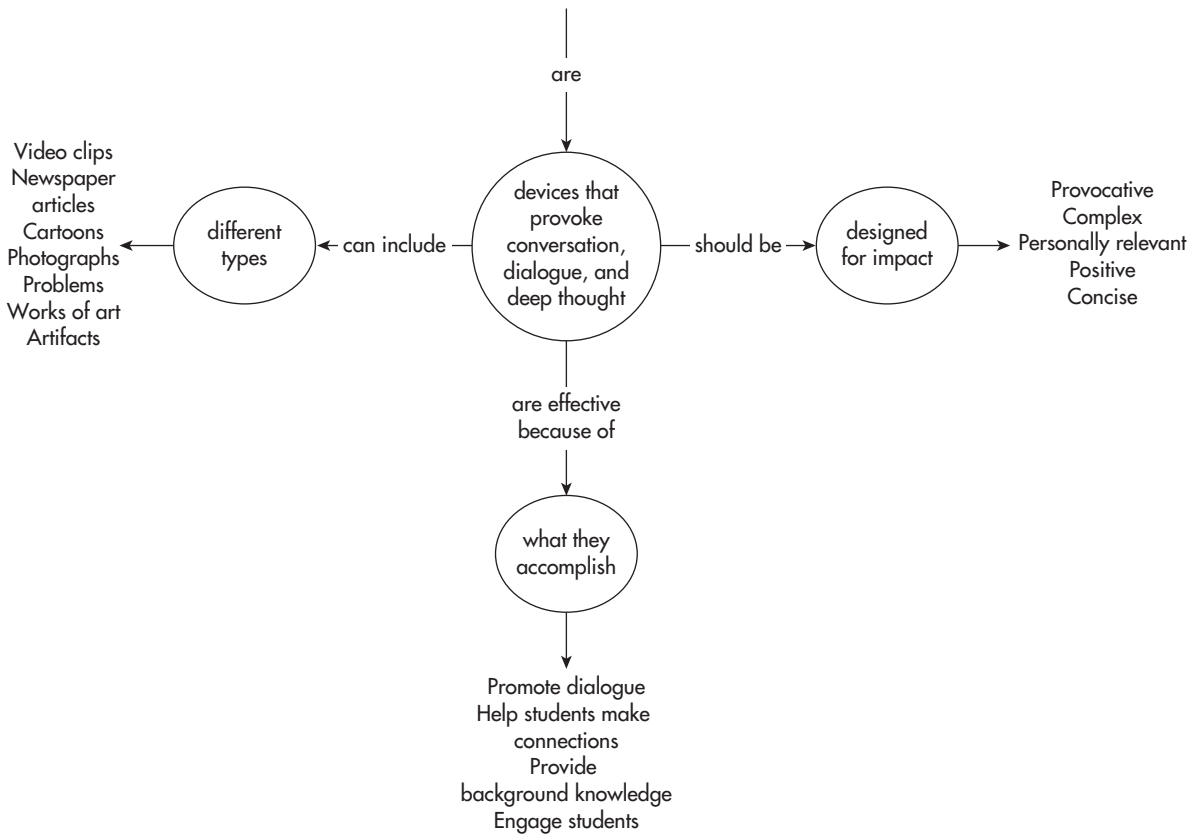 are
devices that
provoke
conversation,
dialogue, and
deep thought
can include
different
types
Video clips
Newspaper
articles
Cartoons
Photographs
Problems
Works of art
Artifacts
should be
designed
for impact
Provocative
Complex
Personally relevant
Positive
Concise
are effective
because of
what they
accomplish
Promote dialogue
Help students make
connections
Provide
background knowledge
Engage students